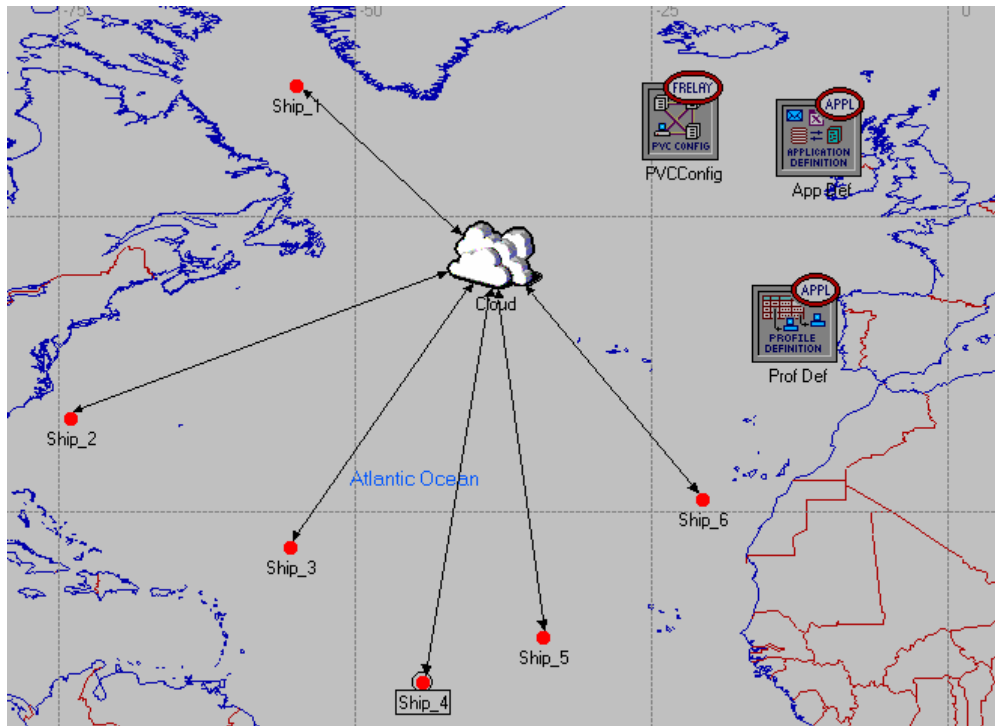 -75
-50
-25
0
Ship_1
FRELAY
PVC CONFIG
PVCConfig
APPL
APPLICATION
DEFINITION
App Def
Cloud
APPL
PROFILE
DEFINITION
Prof Def
Ship_2
Atlantic Ocean
Ship_6
Ship_3
Ship_5
Ship_4